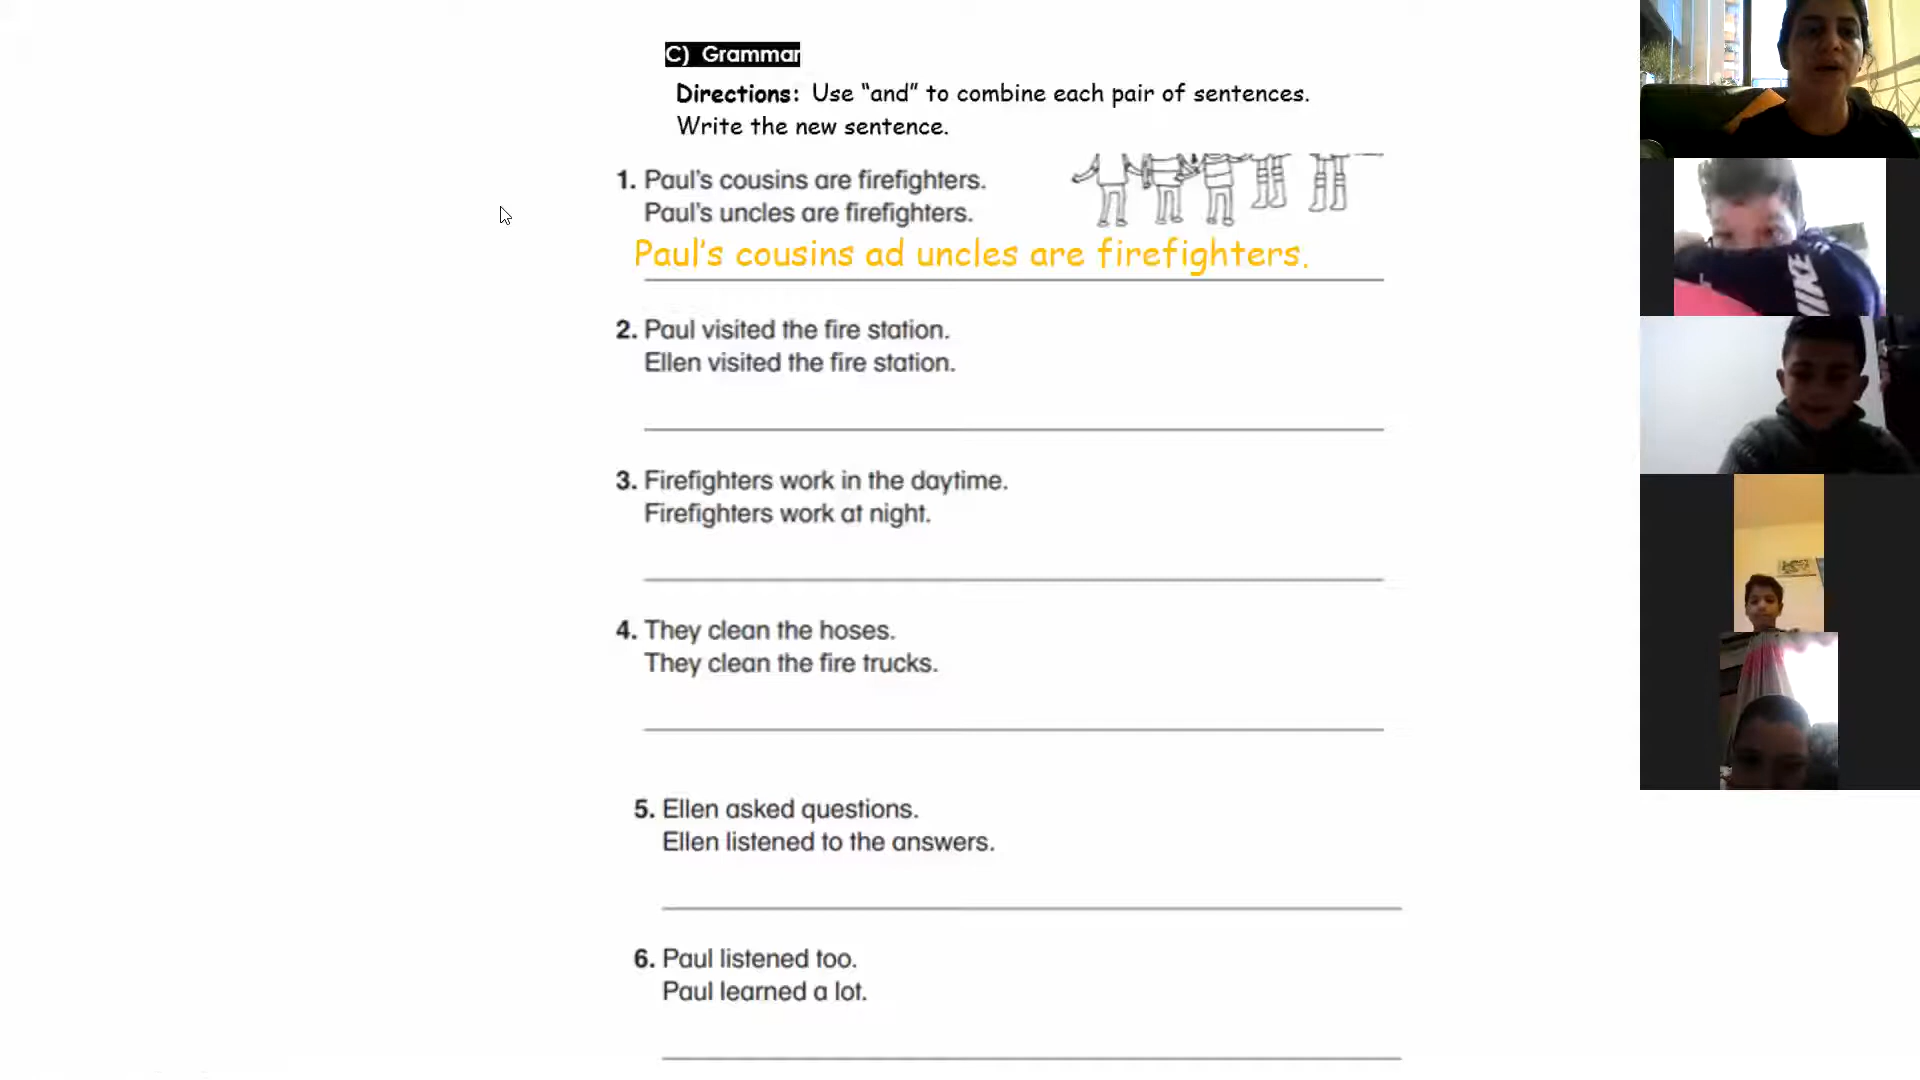 C) Grammar
Directions: Use “and” to combine each pair of sentences.
Write the new sentence.
1. Paul's cousins are firefighters.
Paul's uncles are firefighters.
Paul's cousins ad uncles are firefighters.
2. Paul visited the fire station.
Ellen visited the fire station.
3. Firefighters work in the daytime.
Firefighters work at night.
4. They clean the hoses.
They clean the fire trucks.
5. Ellen asked questions.
Ellen listened to the answers.
6. Paul listened too.
Paul learned a lot.
NIKE